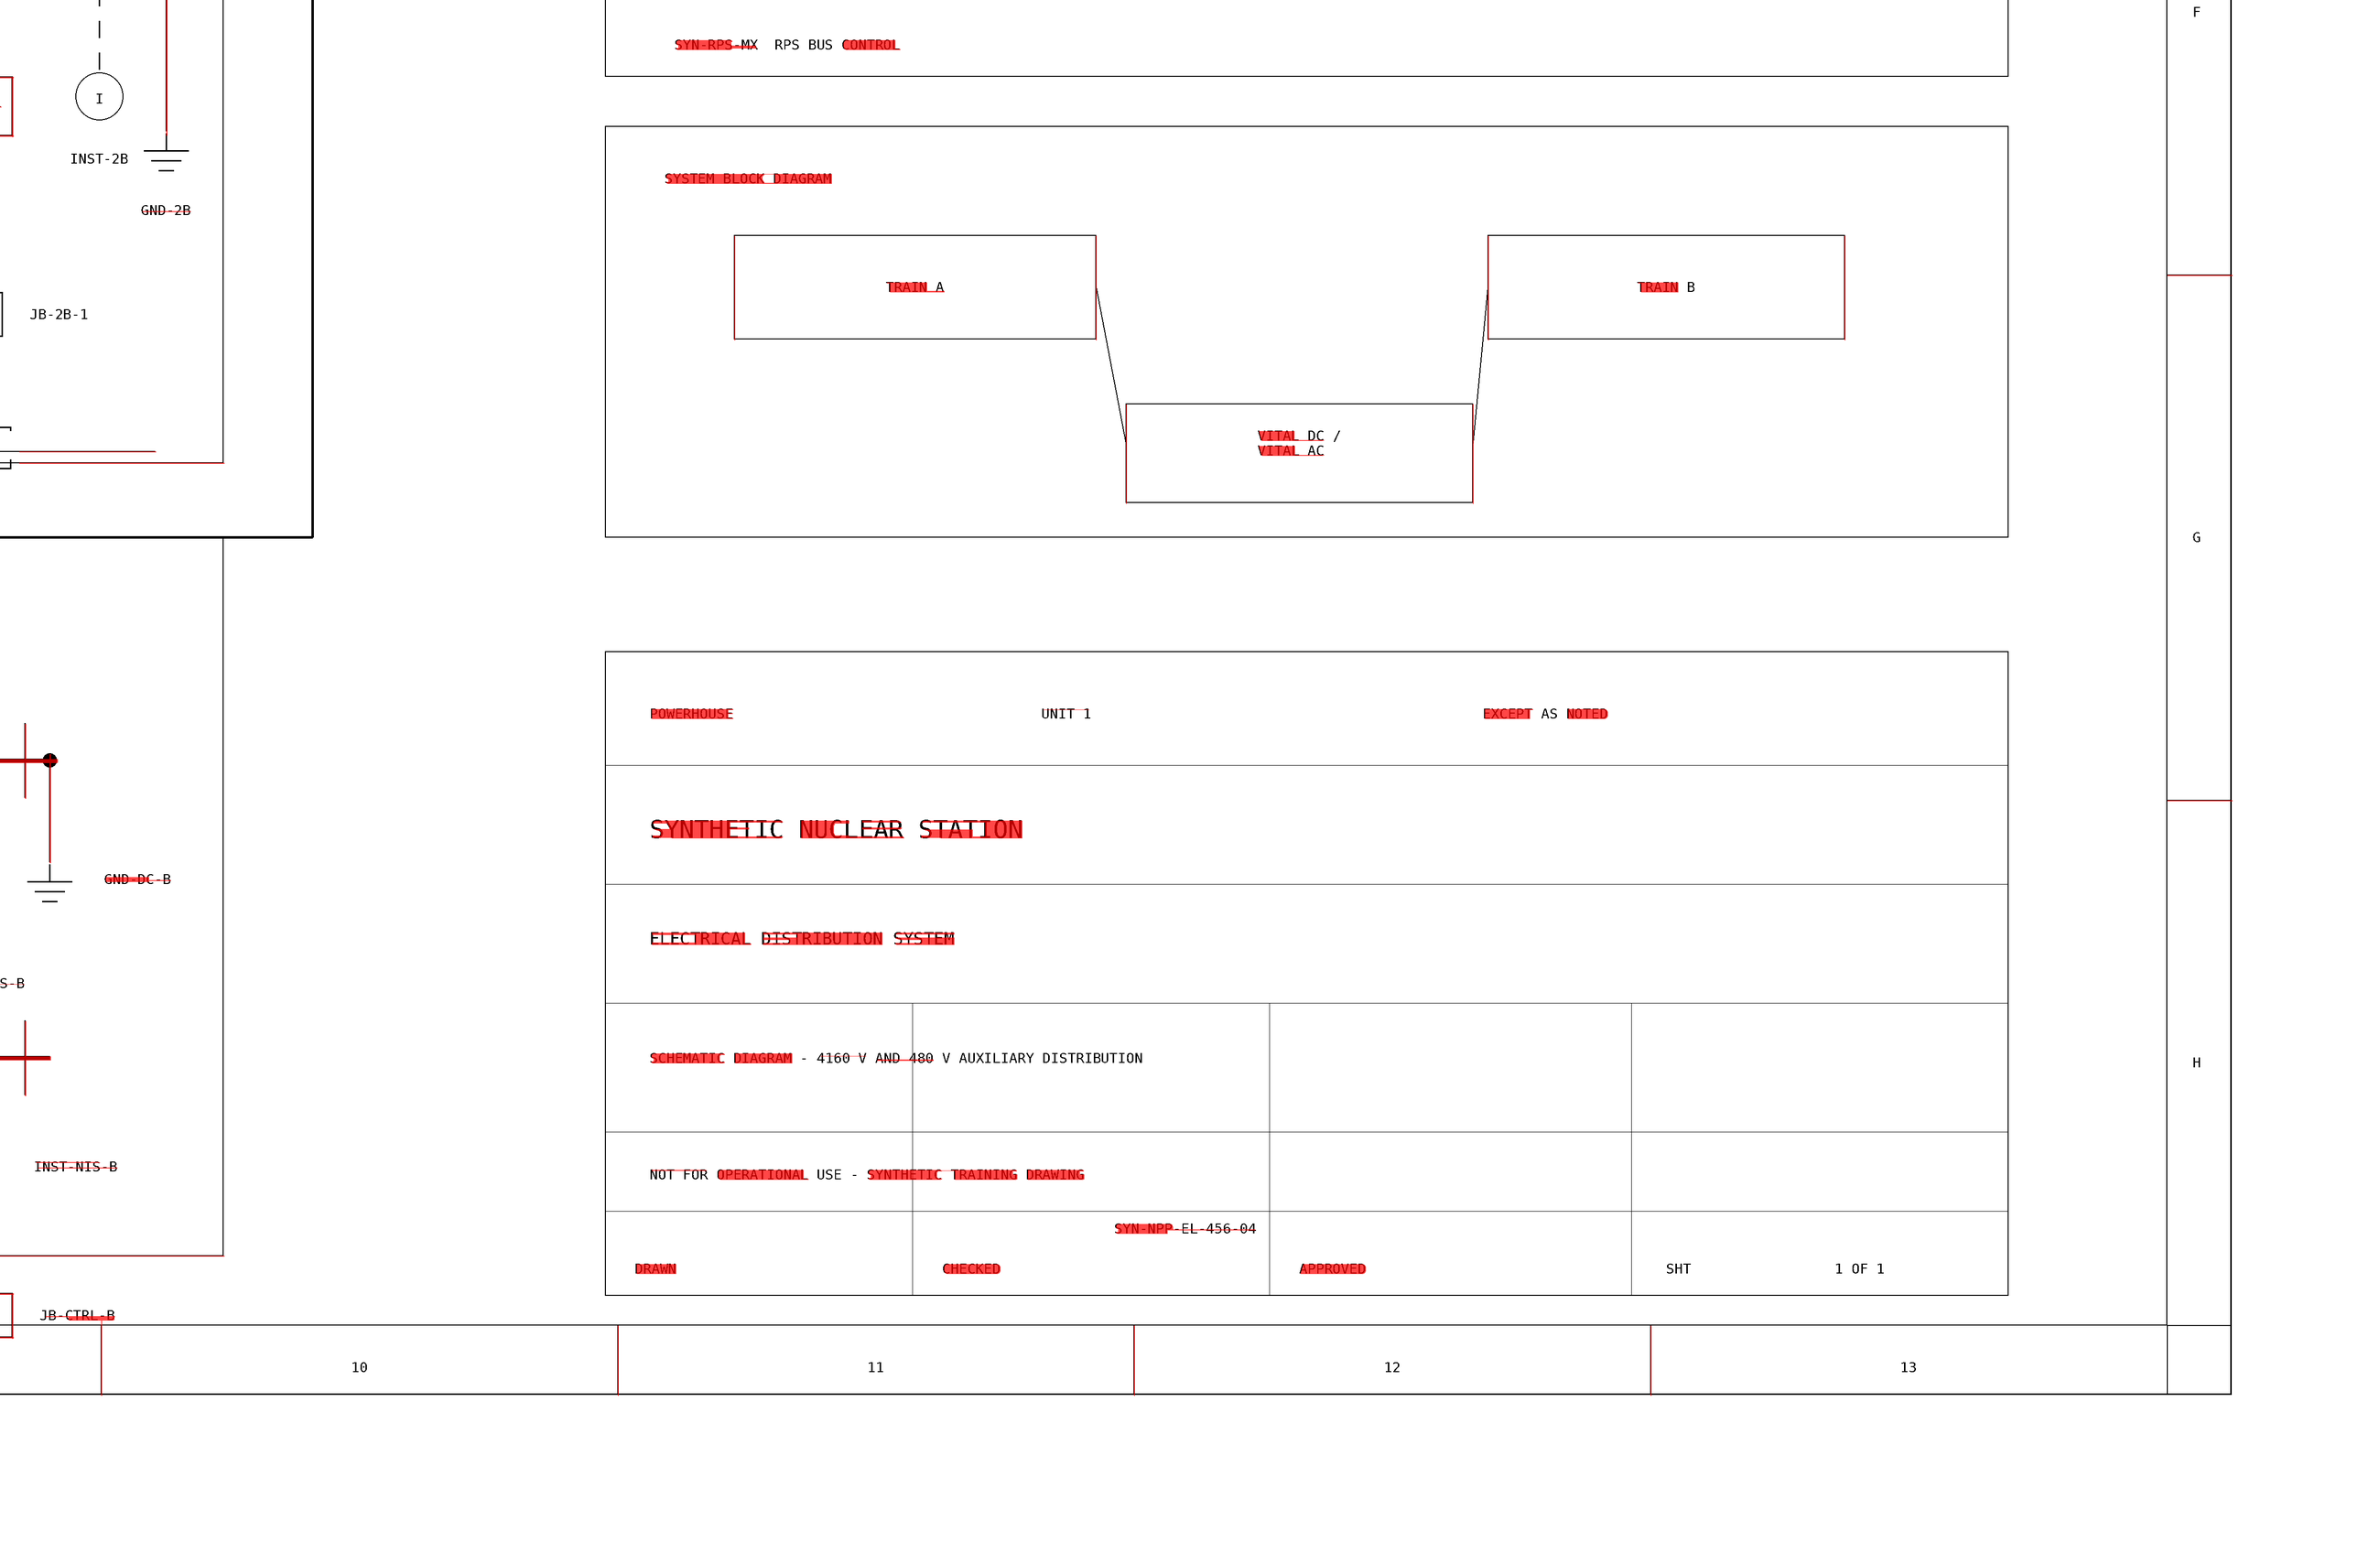 F
SYN-RPS-MX  RPS BUS CONTROL
I
INST-2B
GND-2B
JB-2B-1
SYSTEM BLOCK DIAGRAM
TRAIN A
TRAIN B
VITAL DC /
VITAL AC
G
POWERHOUSE
UNIT 1
EXCEPT AS NOTED
SYNTHETIC NUCLEAR STATION
GND-DC-B
ELECTRICAL DISTRIBUTION SYSTEM
S-B
SCHEMATIC DIAGRAM - 4160 V AND 480 V AUXILIARY DISTRIBUTION
H
INST-NIS-B
NOT FOR OPERATIONAL USE - SYNTHETIC TRAINING DRAWING
SYN-NPP-EL-456-04
DRAWN
CHECKED
APPROVED
SHT
1 OF 1
JB-CTRL-B
10
11
12
13